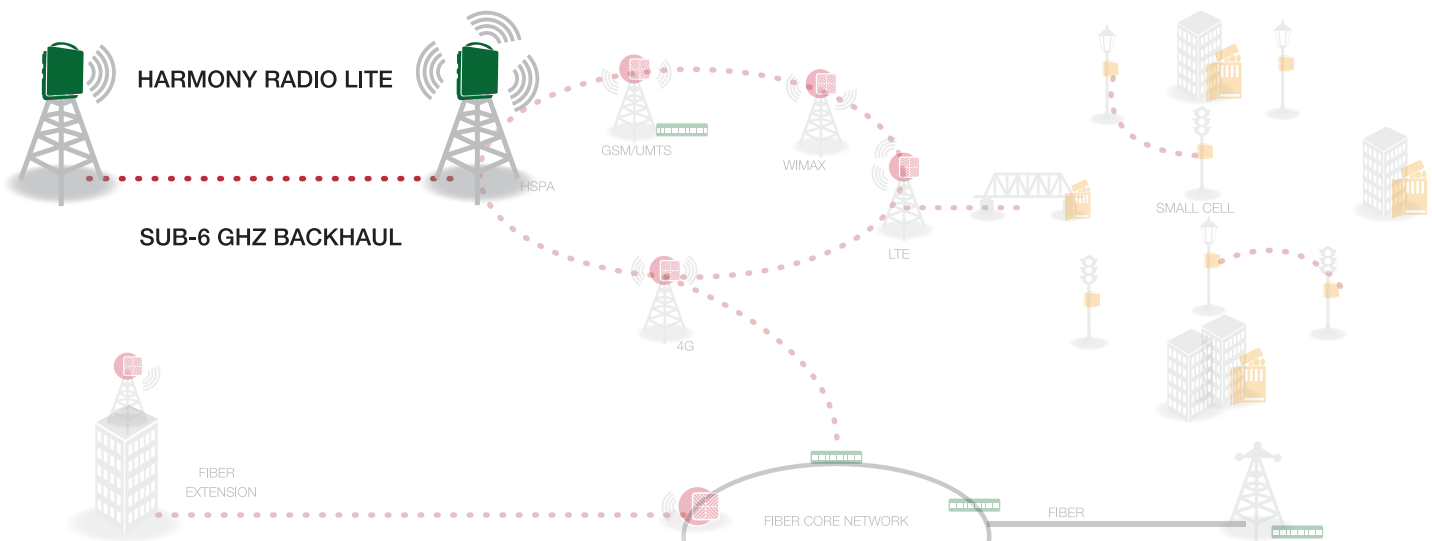 HARMONY RADIO LITE
GSM/UMTS
WIMAX
HSPA
SMALL CELL
SUB-6 GHZ BACKHAUL
LTE
4G
FIBER
EXTENSION
FIBER CORE NETWORK
FIBER